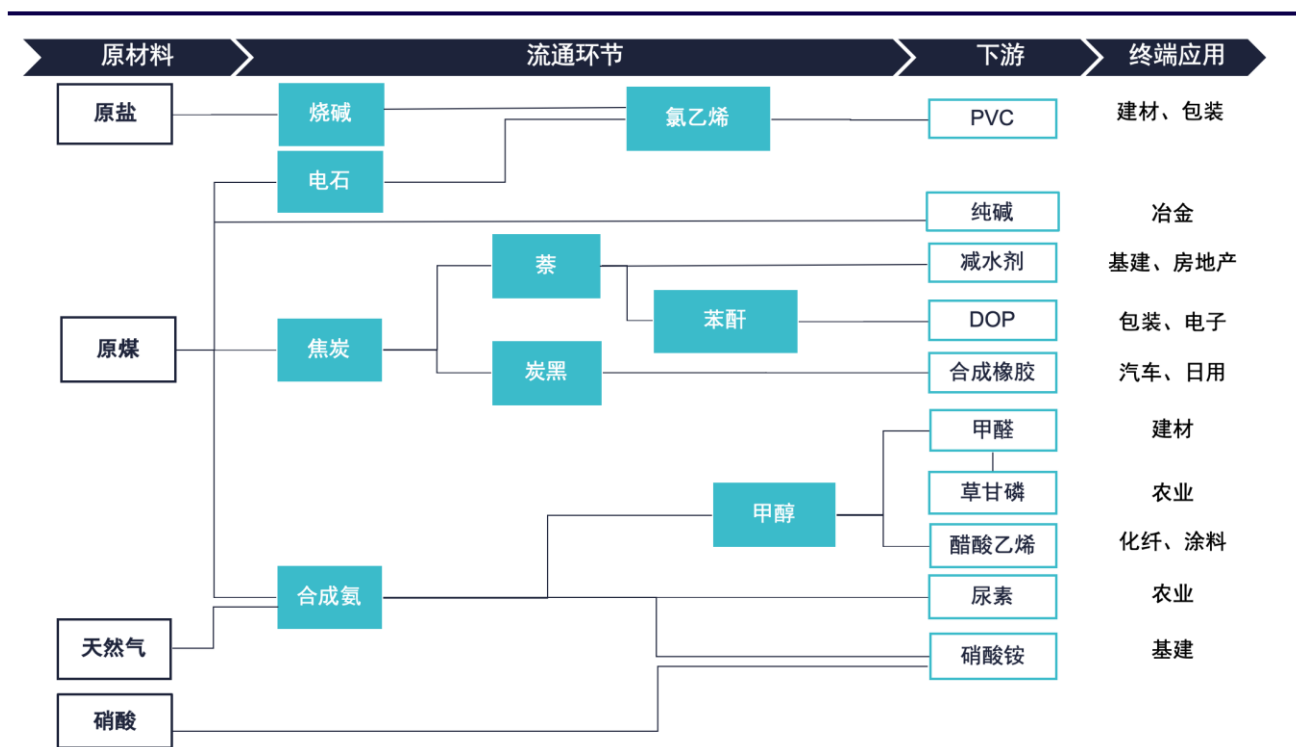 原材料 流通环节 下游 终端应用
原盐 烧碱 氯乙烯 PVC 建材、包装
电石
纯碱 冶金
萘 减水剂 基建、房地产
原煤 焦炭 苯酐 DOP 包装、电子
炭黑 合成橡胶 汽车、日用
甲醛 建材
甲醇 草甘磷 农业
醋酸乙烯 化纤、涂料
合成氨 尿素 农业
天然气 硝酸铵 基建
硝酸